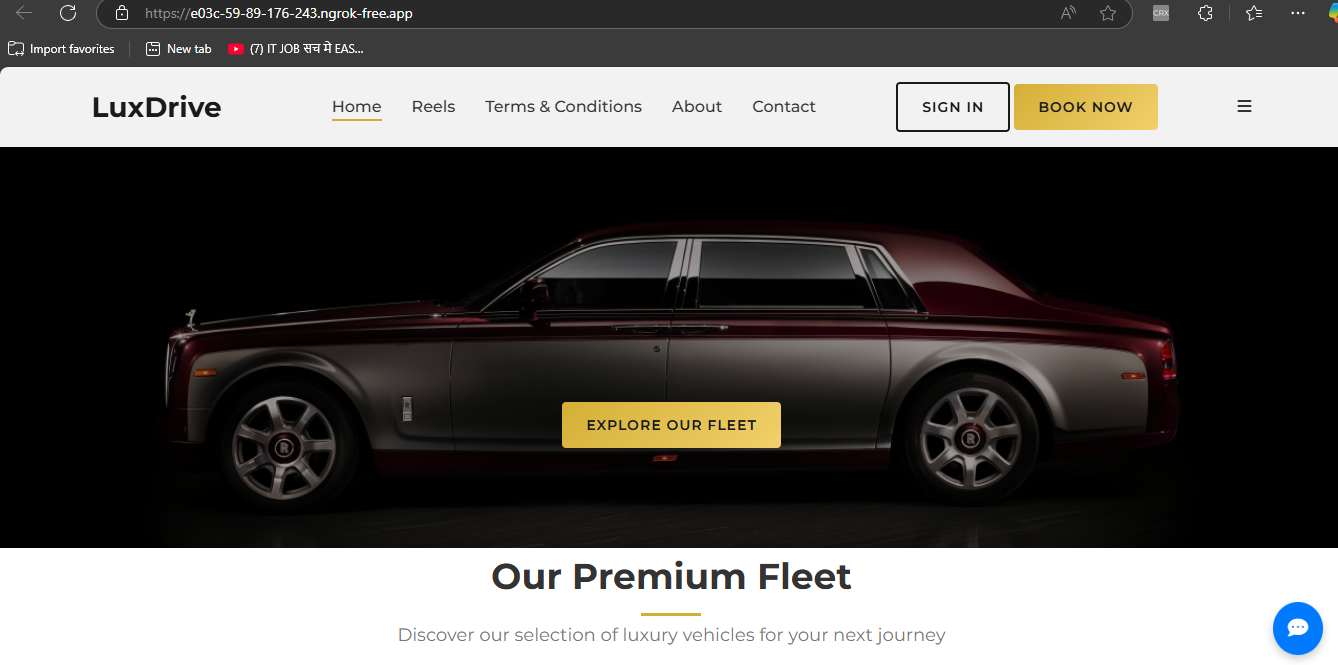 https://e03c-59-89-176-243.ngrok-free.app
CRX
Import favorites
New tab
(7) IT JOB सच मे EAS...
LuxDrive
Home
Reels
Terms & Conditions
About
Contact
SIGN IN
BOOK NOW
EXPLORE OUR FLEET
Our Premium Fleet
Discover our selection of luxury vehicles for your next journey